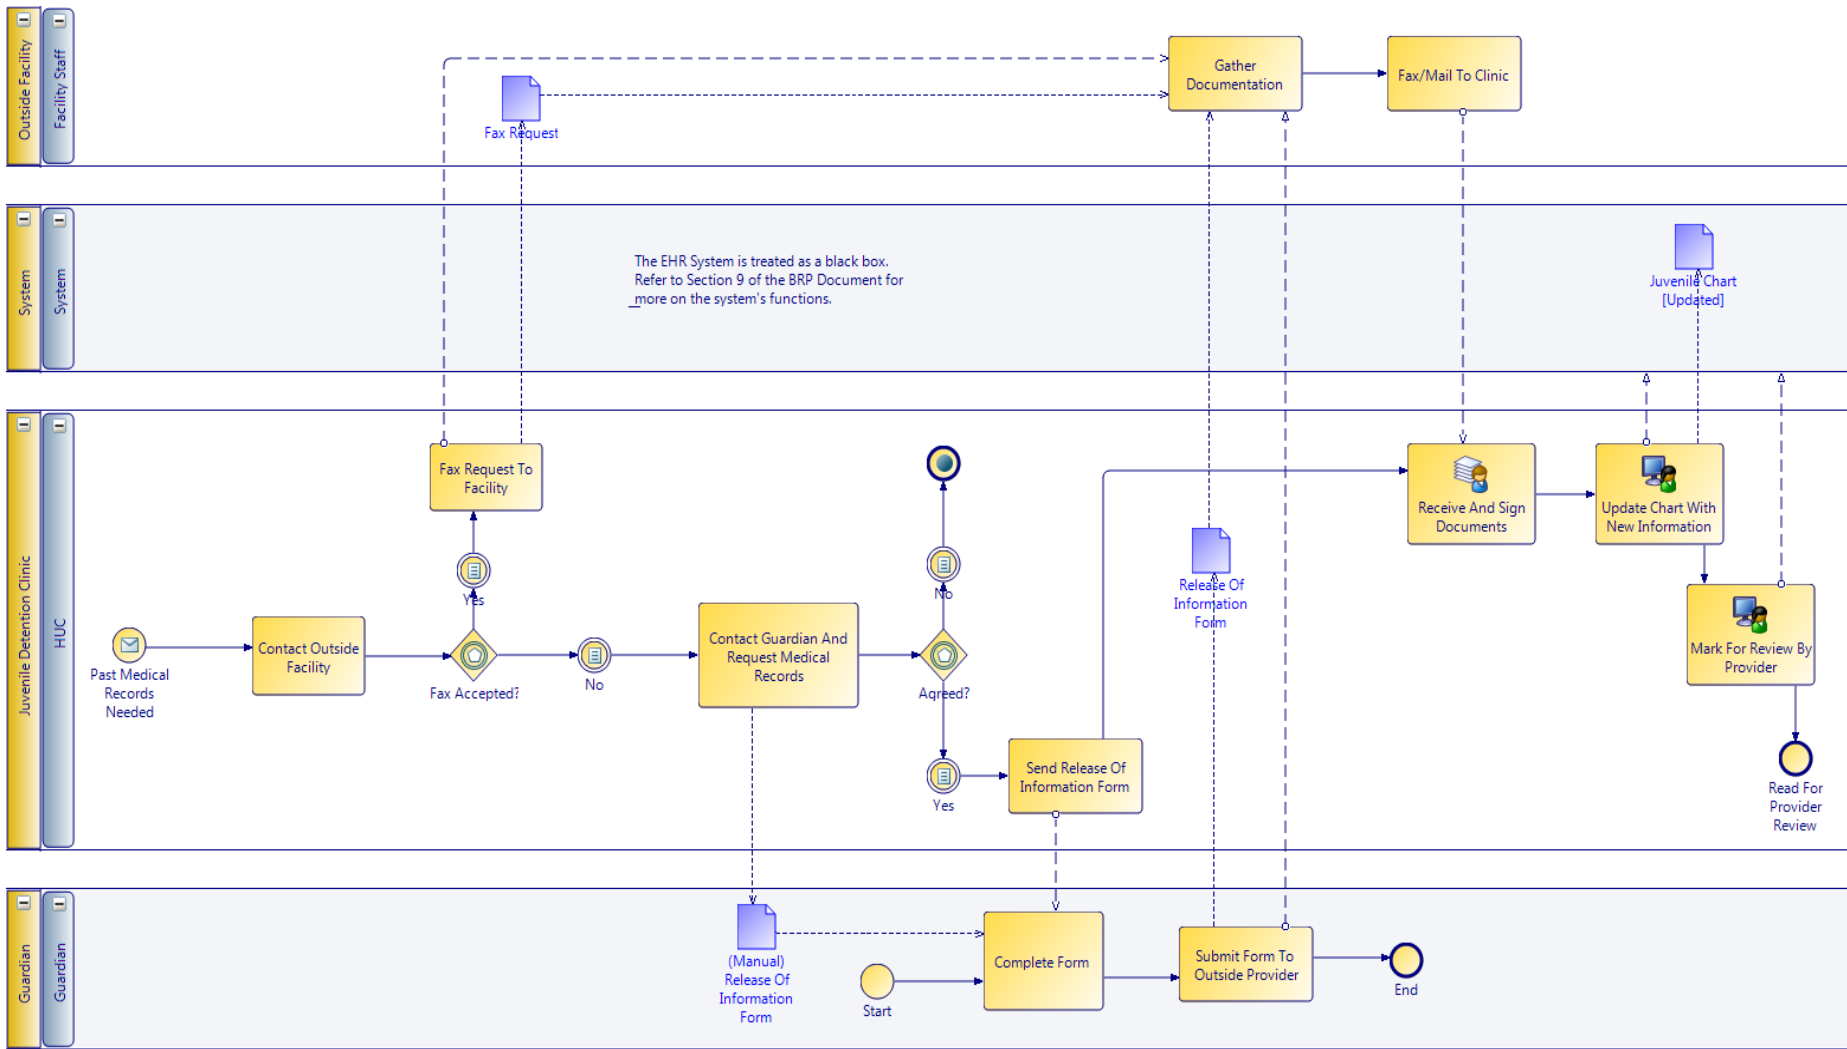 Outside Facility
Facility Staff
Gather
Documentation
Fax/Mail To Clinic
Fax Request
System
System
The EHR System is treated as a black box.
Refer to Section 9 of the BRP Document for
more on the system's functions.
Juvenile Chart
[Updated]
Juvenile Detention Clinic
HUC
Past Medical
Records
Needed
Contact Outside
Facility
Fax Request To
Facility
Yes
Fax Accepted?
No
Contact Guardian And
Request Medical
Records
No
Agreed?
Yes
Send Release Of
Information Form
Release Of
Information
Form
Receive And Sign
Documents
Update Chart With
New Information
Mark For Review By
Provider
Read For
Provider
Review
Guardian
Guardian
(Manual)
Release Of
Information
Form
Start
Complete Form
Submit Form To
Outside Provider
End